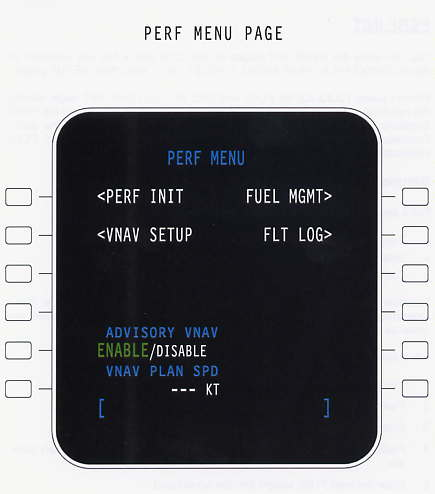 PERF MENU PAGE
PERF MENU
<PERF INIT FUEL MGMT>
<VNAV SETUP FLT LOG>
ADVISORY VNAV
ENABLE/DISABLE
VNAV PLAN SPD
--- KT
[ ]